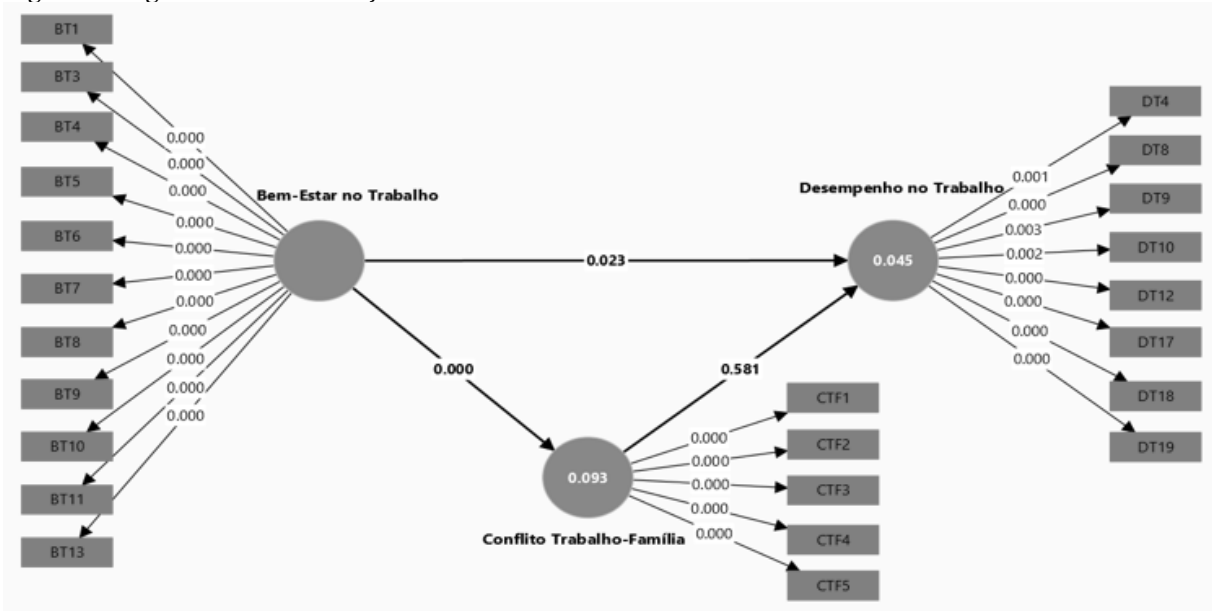 BT1
BT3
BT4
BT5
BT6
BT7
BT8
BT9
BT10
BT11
BT13
0.000
0.000
0.000
0.000
0.000
0.000
0.000
0.000
0.000
0.000
0.000
Bem-Estar no Trabalho
0.023
0.000
0.581
Desempenho no Trabalho
0.045
0.001
0.000
0.003
0.002
0.000
0.000
0.000
0.000
DT4
DT8
DT9
DT10
DT12
DT17
DT18
DT19
0.093
Conflito Trabalho-Família
0.000
0.000
0.000
0.000
0.000
CTF1
CTF2
CTF3
CTF4
CTF5